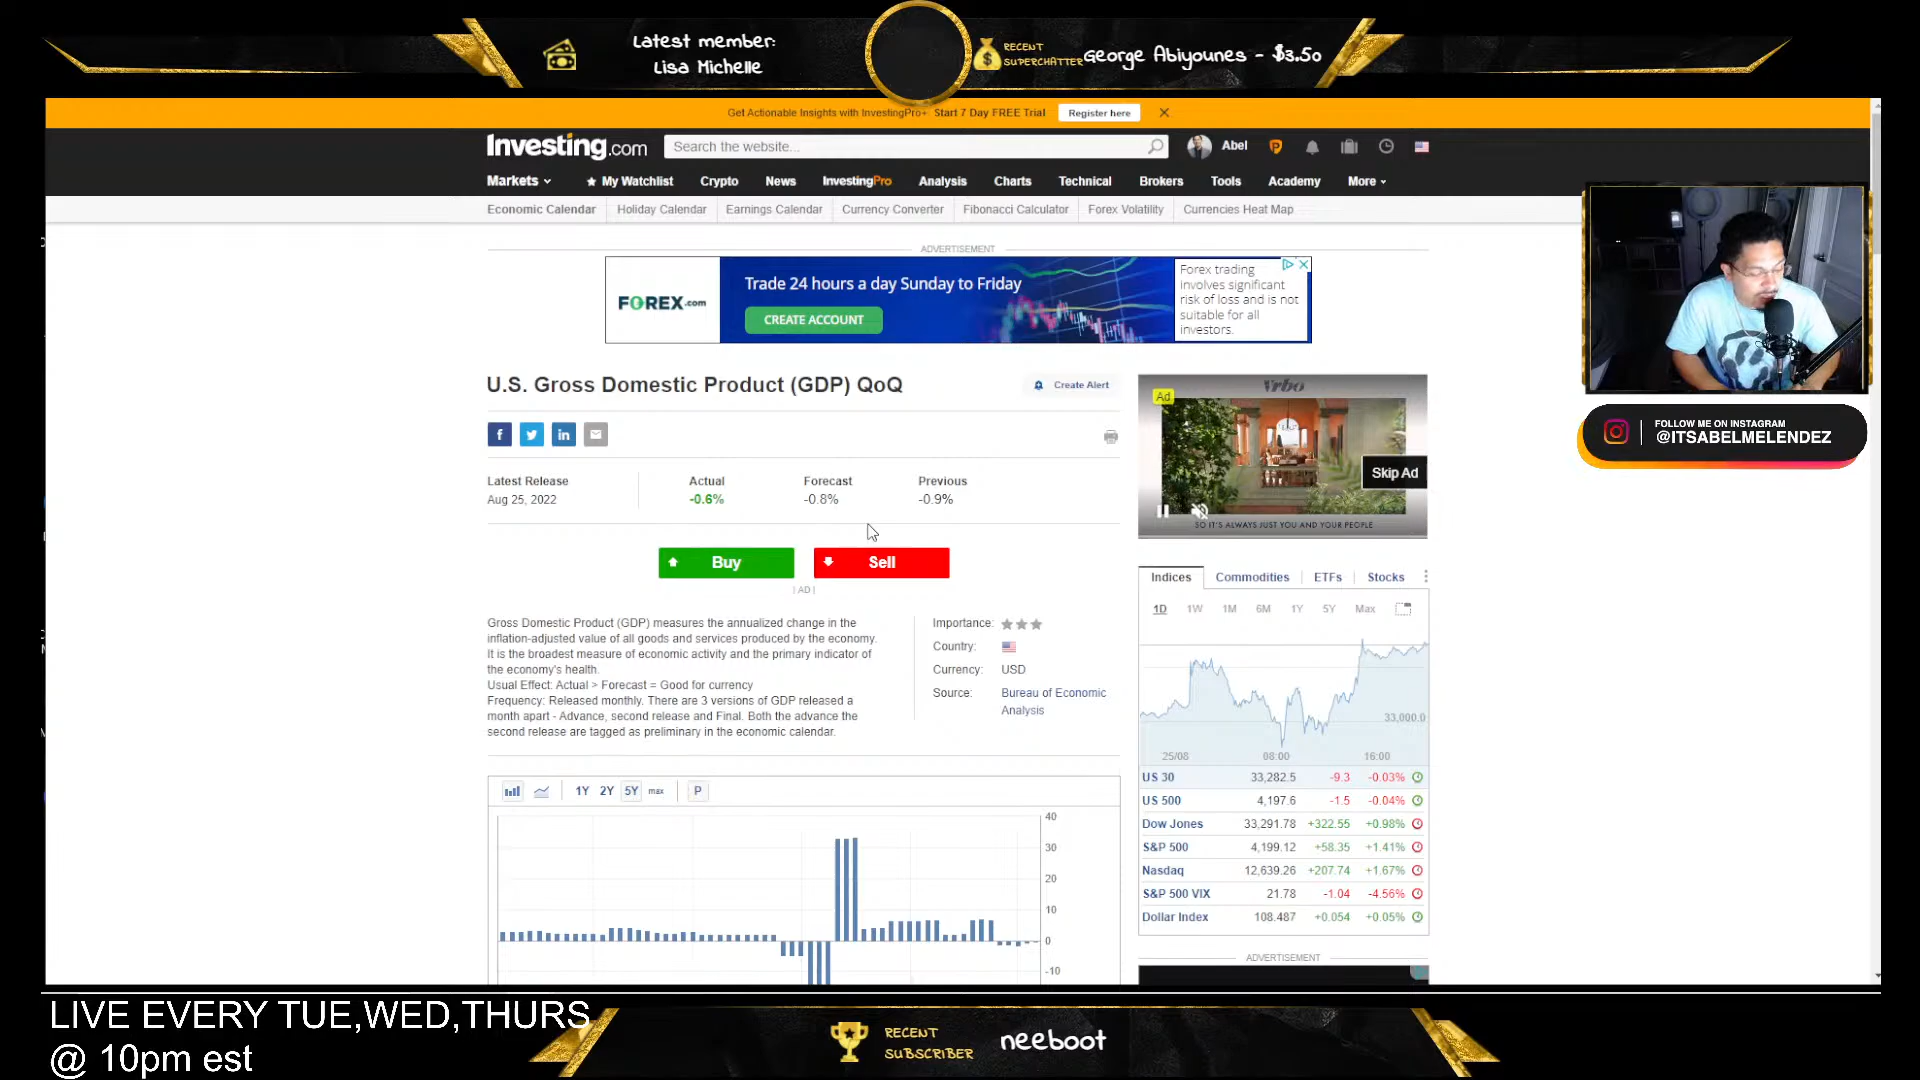 Latest member:
Lisa Michelle
RECENT
SUPERCHATTER
George Abiyounes - $3.50
Get Actionable Insights with InvestingPro+ Start 7 Day FREE Trial
Register here
Investing.com
Search the website...
Abel
Markets
My Watchlist
Crypto
News
InvestingPro
Analysis
Charts
Technical
Brokers
Tools
Academy
More
Economic Calendar
Holiday Calendar
Earnings Calendar
Currency Converter
Fibonacci Calculator
Forex Volatility
Currencies Heat Map
ADVERTISEMENT
FOREX.com
Trade 24 hours a day Sunday to Friday
CREATE ACCOUNT
Forex trading
involves significant
risk of loss and is not
suitable for all
investors.
FOLLOW ME ON INSTAGRAM
@ITSABELMELENDEZ
U.S. Gross Domestic Product (GDP) QoQ
Create Alert
Vrbo
Ad
Skip Ad
SO IT'S ALWAYS JUST YOU AND YOUR PEOPLE
Latest Release
Aug 25, 2022
Actual
-0.6%
Forecast
-0.8%
Previous
-0.9%
Buy
Sell
| AD |
Gross Domestic Product (GDP) measures the annualized change in the
inflation-adjusted value of all goods and services produced by the economy.
It is the broadest measure of economic activity and the primary indicator of
the economy's health.
Usual Effect: Actual > Forecast = Good for currency
Frequency: Released monthly. There are 3 versions of GDP released a
month apart - Advance, second release and Final. Both the advance the
second release are tagged as preliminary in the economic calendar.
Importance:
Country:
Currency: USD
Source: Bureau of Economic
Analysis
1Y 2Y 5Y max P
40
30
20
10
0
-10
Indices Commodities ETFs Stocks
1D 1W 1M 6M 1Y 5Y Max
33,000.0
25/08 08:00 16:00
US 30 33,282.5 -9.3 -0.03%
US 500 4,197.6 -1.5 -0.04%
Dow Jones 33,291.78 +322.55 +0.98%
S&P 500 4,199.12 +58.35 +1.41%
Nasdaq 12,639.26 +207.74 +1.67%
S&P 500 VIX 21.78 -1.04 -4.56%
Dollar Index 108.487 +0.054 +0.05%
ADVERTISEMENT
LIVE EVERY TUE,WED,THURS
@ 10pm est
RECENT
SUBSCRIBER
neeboot